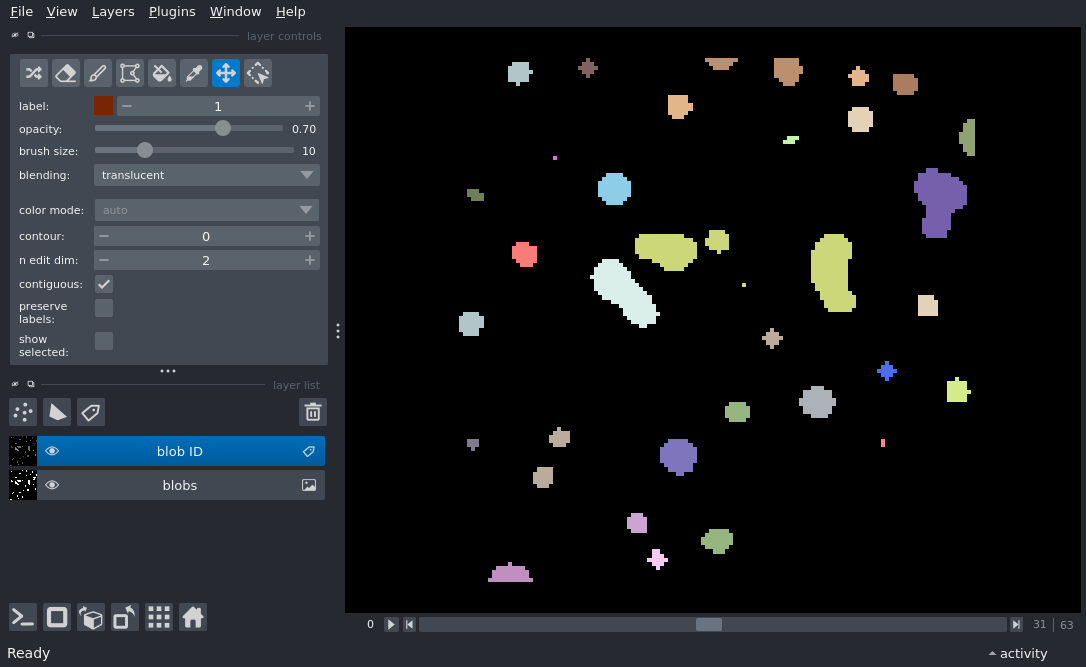 File View Layers Plugins Window Help
layer controls
label: 1
opacity: 0.70
brush size: 10
blending: translucent
color mode: auto
contour: 0
n edit dim: 2
contiguous:
preserve
labels:
show
selected:
layer list
blob ID
blobs
0 31 63
Ready
activity